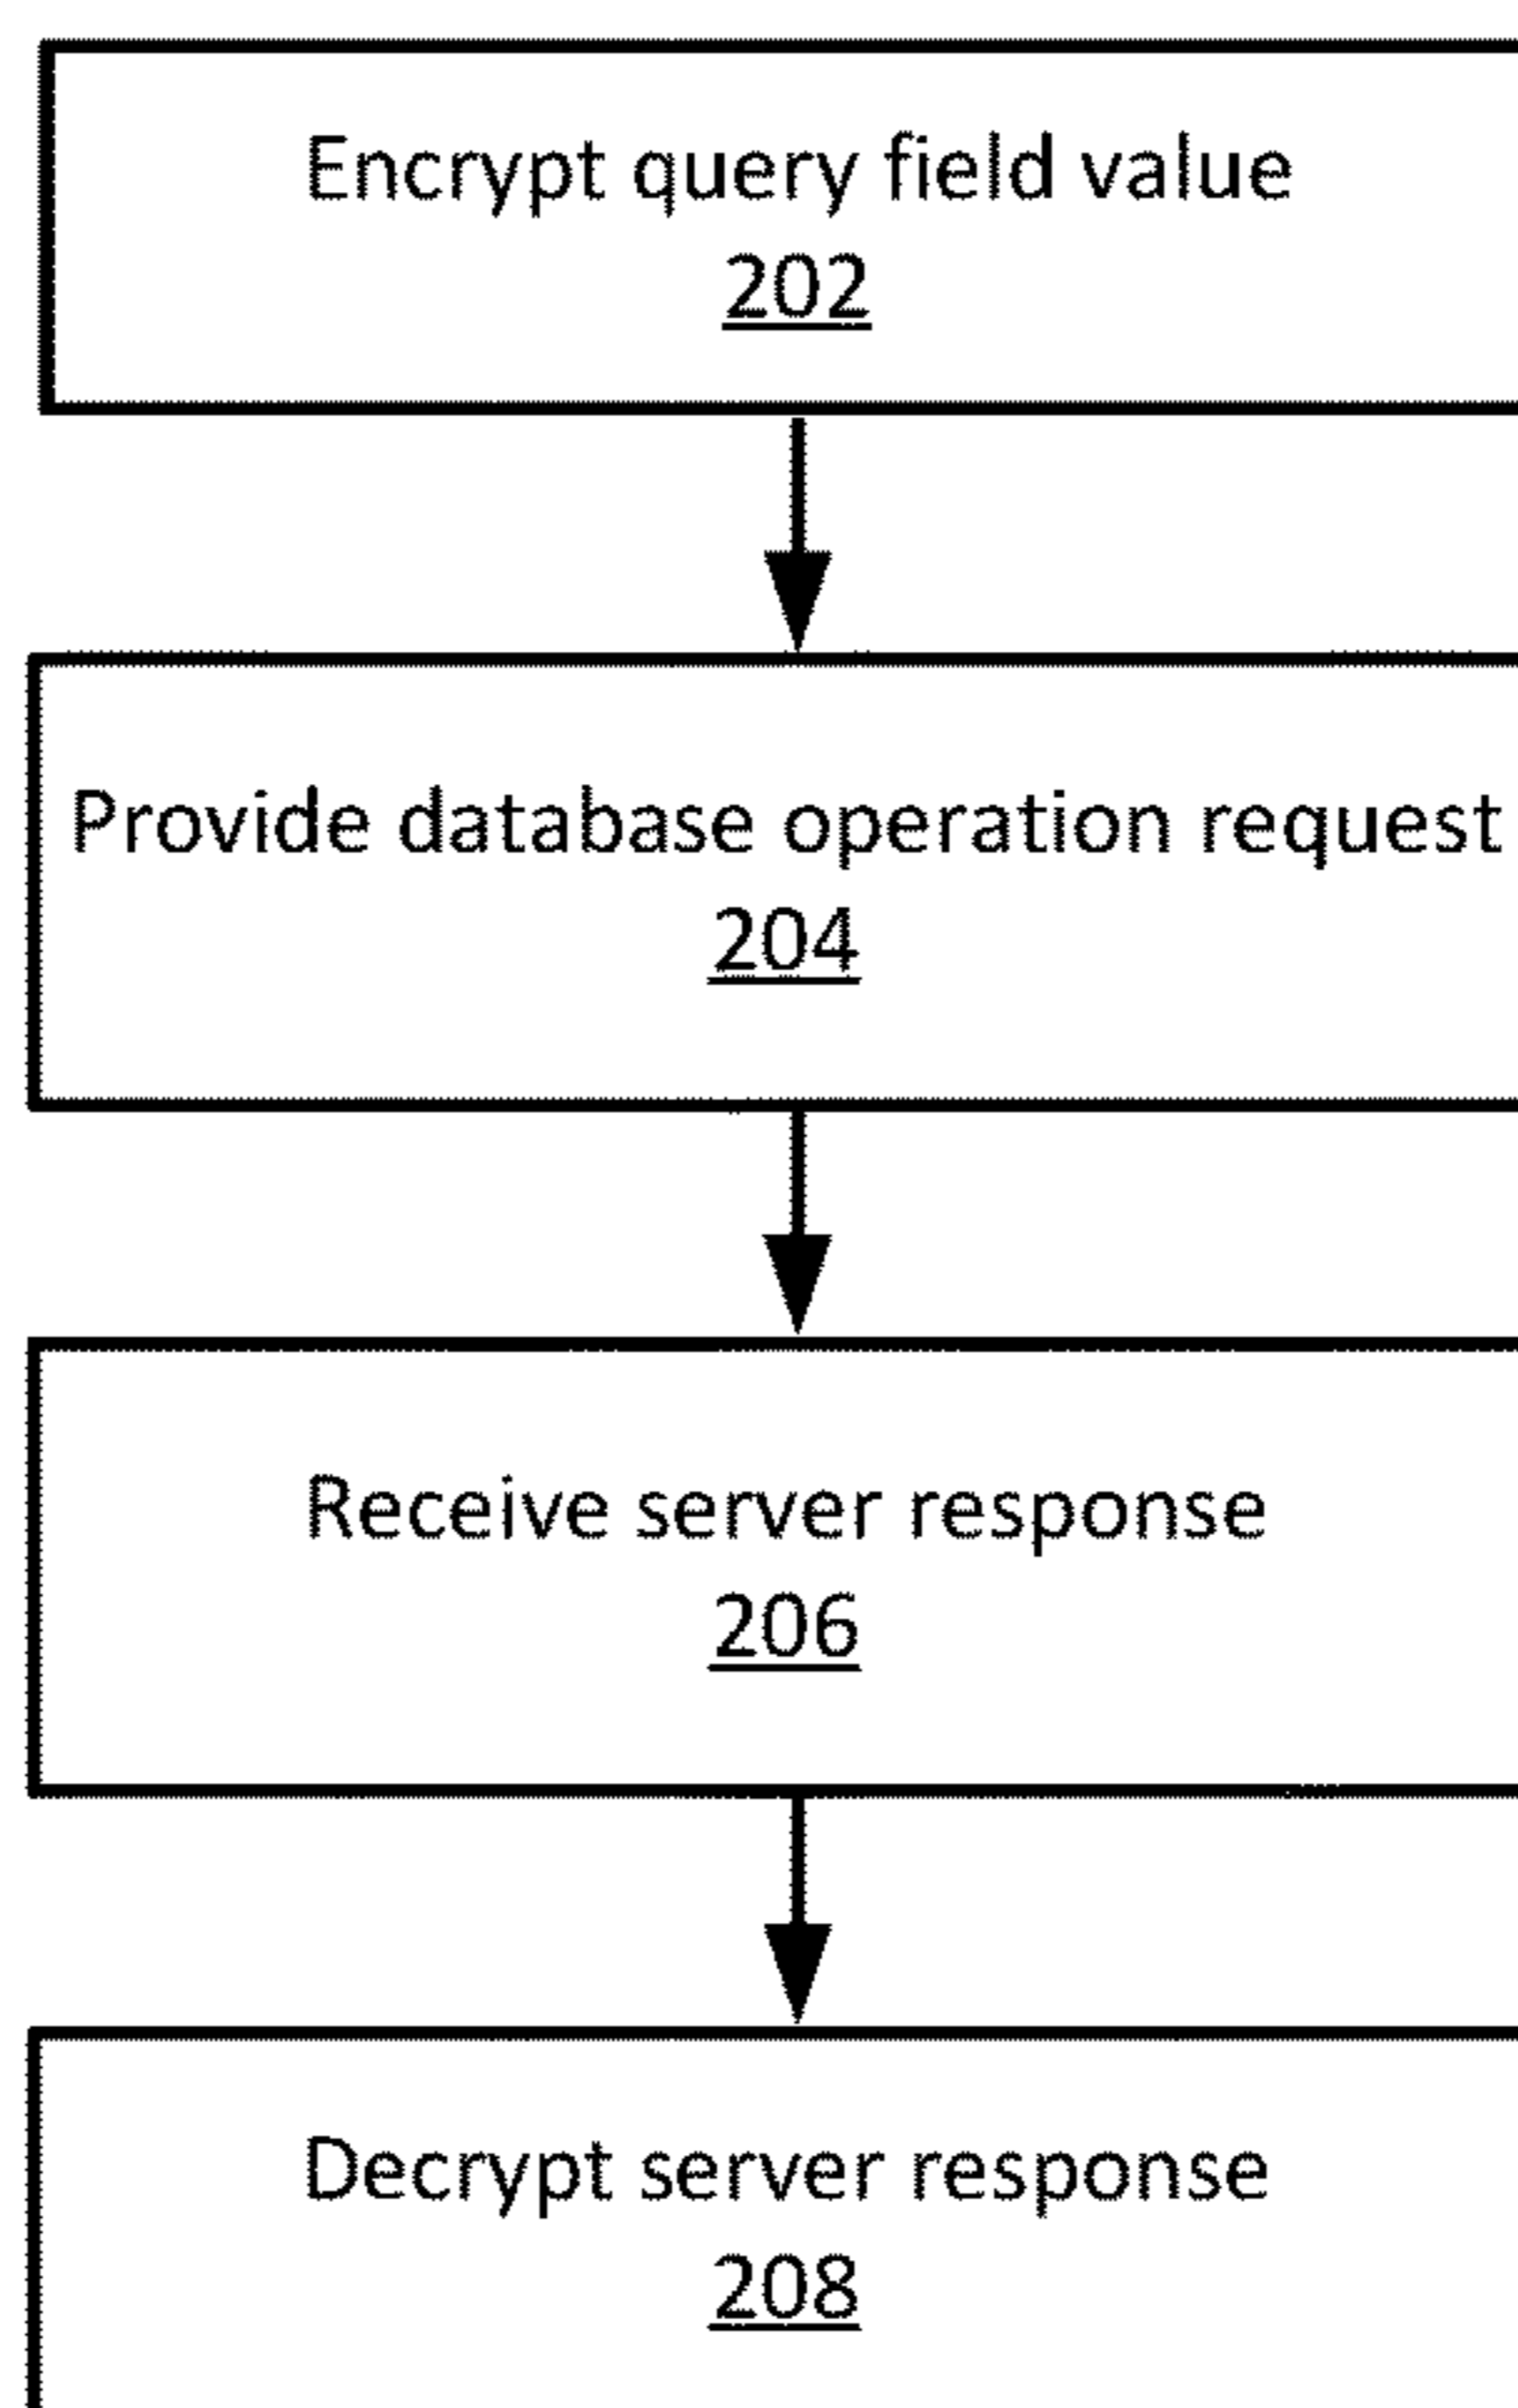 Encrypt query field value
202
Provide database operation request
204
Receive server response
206
Decrypt server response
208